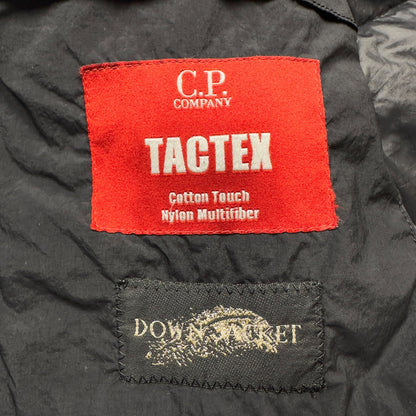 C.P.
COMPANY
TACTEX
Cotton Touch
Nylon Multifiber
DOWN JACKET